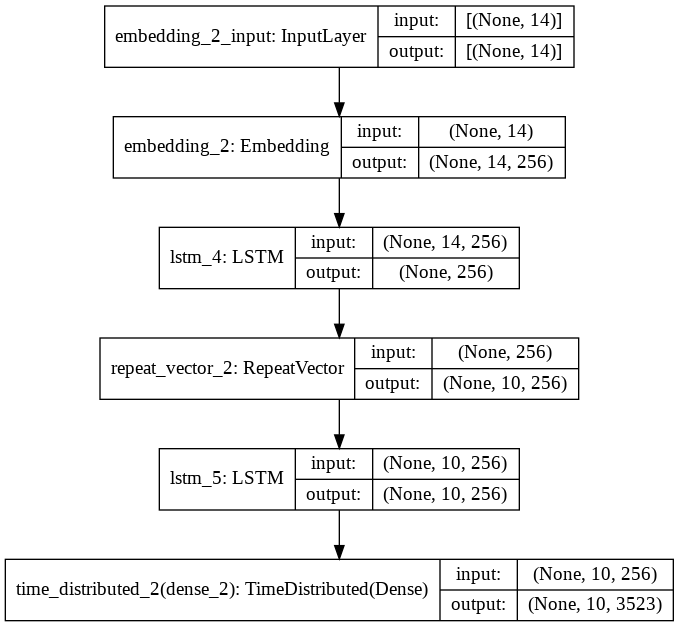 embedding_2_input: InputLayer
input:
[(None, 14)]
output:
[(None, 14)]
embedding_2: Embedding
input:
(None, 14)
output:
(None, 14, 256)
lstm_4: LSTM
input:
(None, 14, 256)
output:
(None, 256)
repeat_vector_2: RepeatVector
input:
(None, 256)
output:
(None, 10, 256)
lstm_5: LSTM
input:
(None, 10, 256)
output:
(None, 10, 256)
time_distributed_2(dense_2): TimeDistributed(Dense)
input:
(None, 10, 256)
output:
(None, 10, 3523)